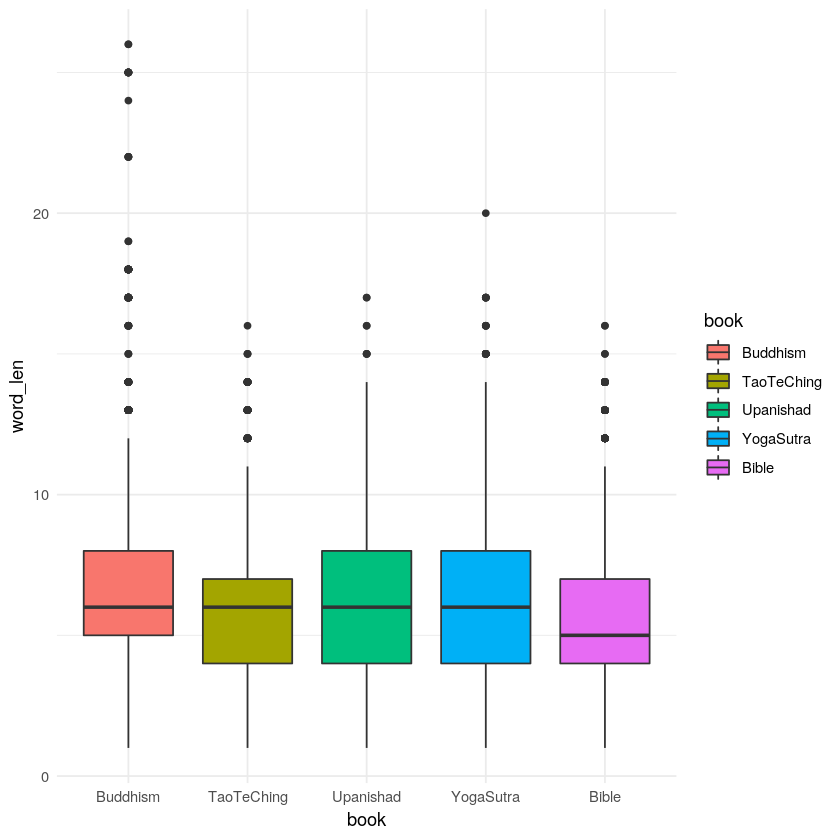 word_len
20
10
0
Buddhism TaoTeChing Upanishad YogaSutra Bible
book
book
Buddhism
TaoTeChing
Upanishad
YogaSutra
Bible